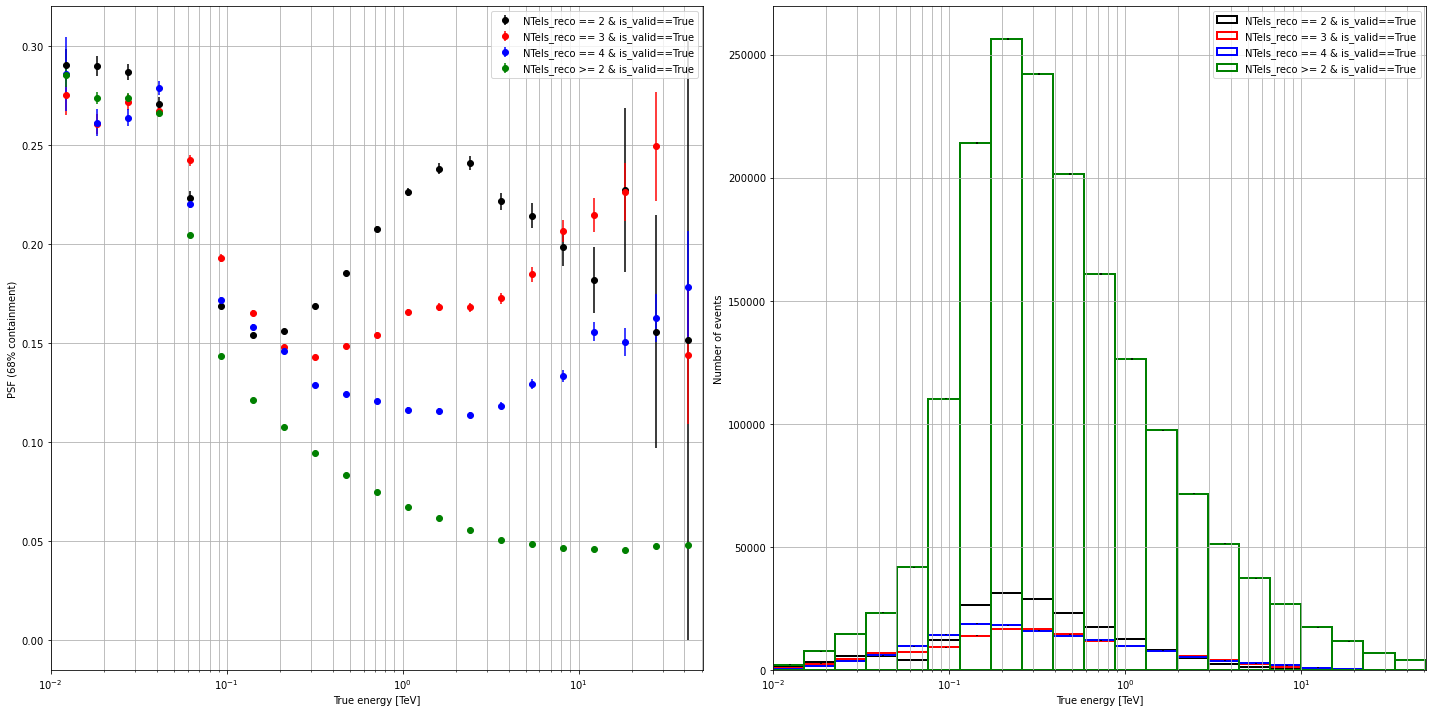 NTels_reco == 2 & is_valid==True
NTels_reco == 3 & is_valid==True
NTels_reco == 4 & is_valid==True
NTels_reco >= 2 & is_valid==True
0.30
0.25
0.20
0.15
0.10
0.05
0.00
PSF (68% containment)
10⁻²
10⁻¹
10⁰
10¹
True energy [TeV]
NTels_reco == 2 & is_valid==True
NTels_reco == 3 & is_valid==True
NTels_reco == 4 & is_valid==True
NTels_reco >= 2 & is_valid==True
250000
200000
150000
100000
50000
0
Number of events
10⁻²
10⁻¹
10⁰
10¹
True energy [TeV]